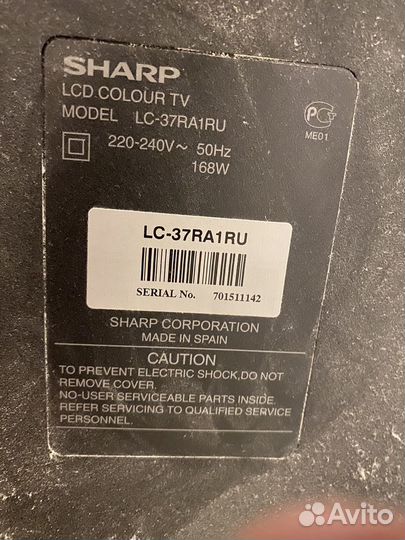 SHARP
LCD COLOUR TV
MODEL LC-37RA1RU
220-240V~ 50Hz
168W
ME01
LC-37RA1RU
SERIAL No. 701511142
SHARP CORPORATION
MADE IN SPAIN
CAUTION
TO PREVENT ELECTRIC SHOCK,DO NOT
REMOVE COVER.
NO-USER SERVICEABLE PARTS INSIDE.
REFER SERVICING TO QUALIFIED SERVICE
PERSONNEL.
Avito